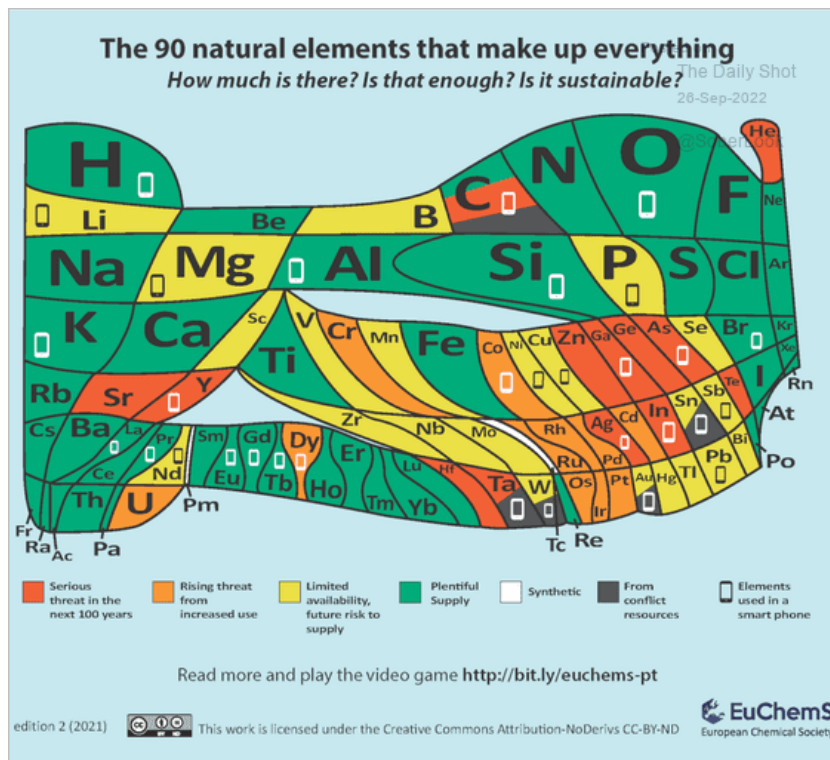 The 90 natural elements that make up everything
How much is there? Is that enough? Is it sustainable?
The Daily Shot
26-Sep-2022
@SoberLook
H
Li Be B C N O F He Ne
Na Mg Al Si P S Cl Ar
K Ca Sc Ti V Cr Mn Fe Co Ni Cu Zn Ga Ge As Se Br Kr
Rb Sr Y Zr Nb Mo Tc Ru Rh Pd Ag Cd In Sn Sb Te I Xe
Cs Ba La Ce Pr Nd Pm Sm Eu Gd Tb Dy Ho Er Tm Yb Lu Hf Ta W Re Os Ir Pt Au Hg Tl Pb Bi Po At Rn
Fr Ra Ac Th Pa U
Serious
threat in the
next 100 years
Rising threat
from
increased use
Limited
availability,
future risk to
supply
Plentiful
Supply
Synthetic
From
conflict
resources
Elements
used in a
smart phone
Read more and play the video game http://bit.ly/euchems-pt
edition 2 (2021)
cc
BY ND
This work is licensed under the Creative Commons Attribution-NoDerivs CC-BY-ND
EuChemS
European Chemical Society